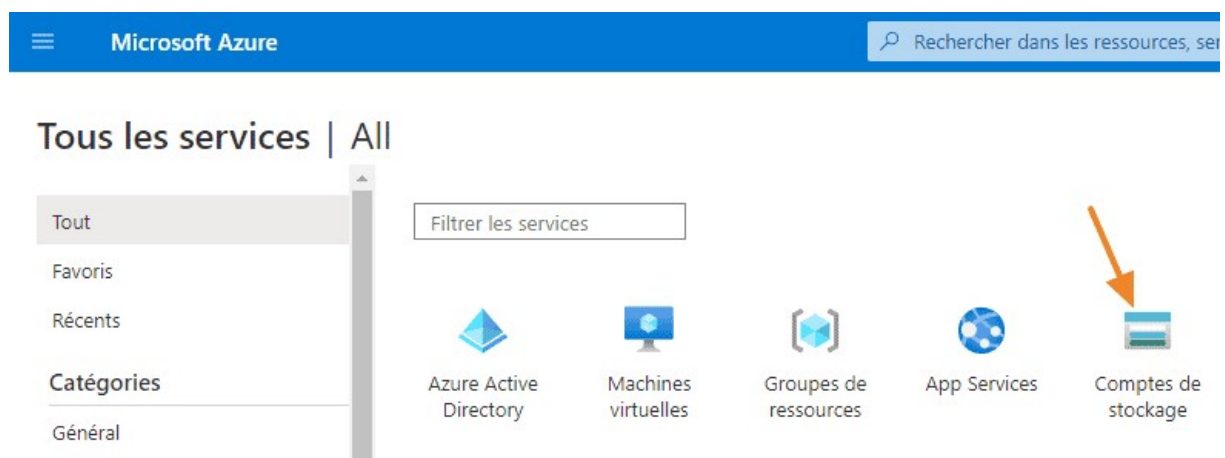 Microsoft Azure
Rechercher dans les ressources, ser
Tous les services | All
Tout
Filtrer les services
Favoris
Récents
Catégories
Général
Azure Active
Directory
Machines
virtuelles
Groupes de
ressources
App Services
Comptes de
stockage